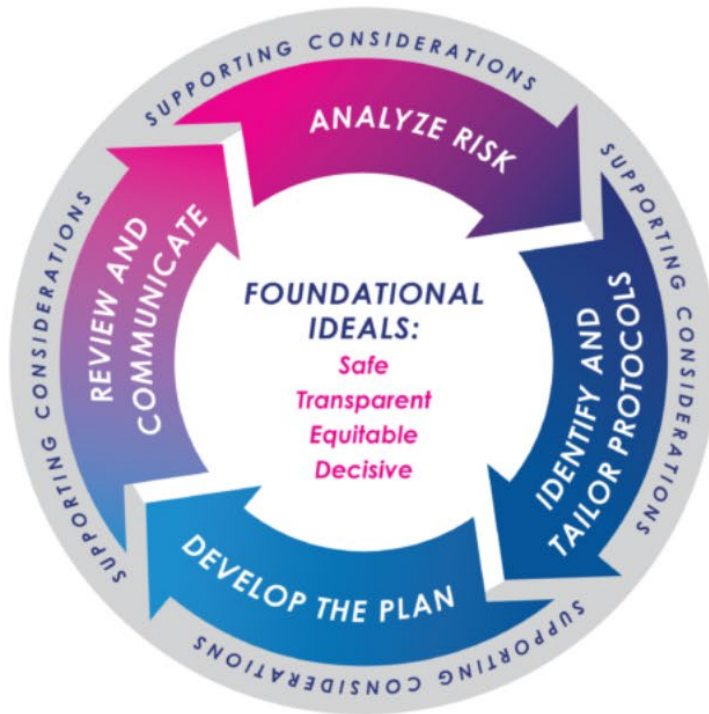 SUPPORTING CONSIDERATIONS
ANALYZE RISK
SUPPORTING CONSIDERATIONS
IDENTIFY AND
TAILOR PROTOCOLS
SUPPORTING CONSIDERATIONS
DEVELOP THE PLAN
SUPPORTING CONSIDERATIONS
REVIEW AND
COMMUNICATE
FOUNDATIONAL
IDEALS:
Safe
Transparent
Equitable
Decisive